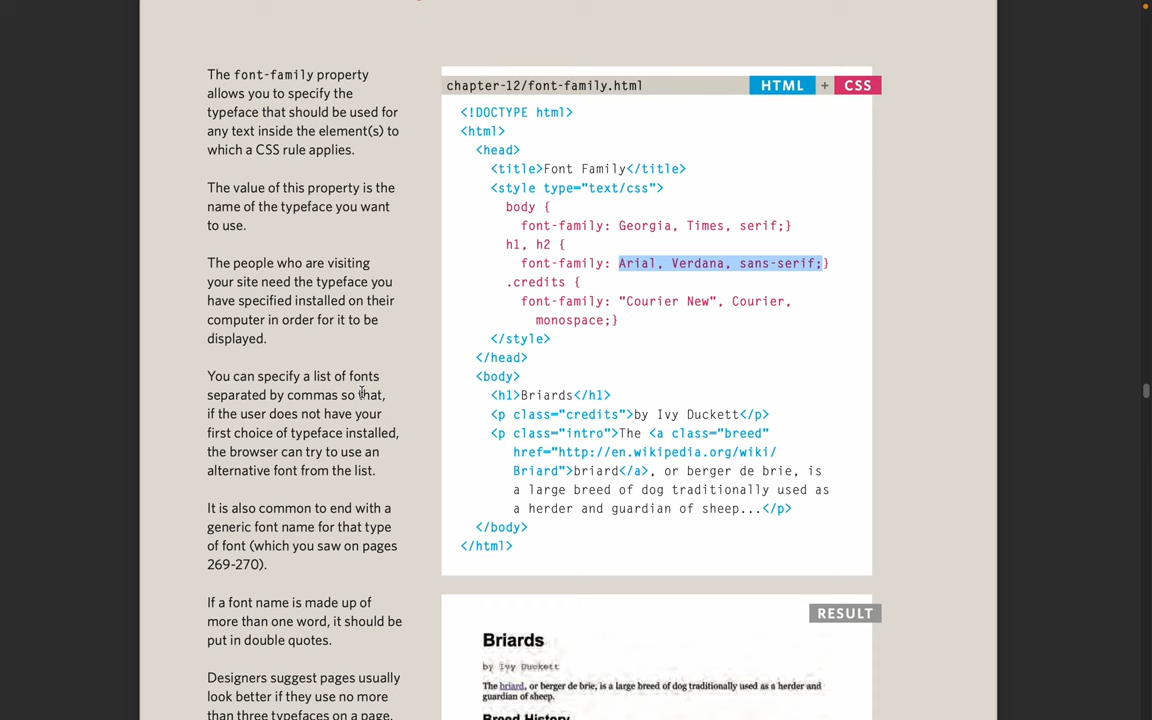 The font-family property
allows you to specify the
typeface that should be used for
any text inside the element(s) to
which a CSS rule applies.
The value of this property is the
name of the typeface you want
to use.
The people who are visiting
your site need the typeface you
have specified installed on their
computer in order for it to be
displayed.
You can specify a list of fonts
separated by commas so that,
if the user does not have your
first choice of typeface installed,
the browser can try to use an
alternative font from the list.
It is also common to end with a
generic font name for that type
of font (which you saw on pages
269-270).
If a font name is made up of
more than one word, it should be
put in double quotes.
Designers suggest pages usually
look better if they use no more
than three typefaces on a page.
chapter-12/font-family.html
HTML + CSS
<!DOCTYPE html>
<html>
<head>
<title>Font Family</title>
<style type="text/css">
body {
font-family: Georgia, Times, serif;}
h1, h2 {
font-family: Arial, Verdana, sans-serif;}
.credits {
font-family: "Courier New", Courier,
monospace;}
</style>
</head>
<body>
<h1>Briards</h1>
<p class="credits">by Ivy Duckett</p>
<p class="intro">The <a class="breed"
href="http://en.wikipedia.org/wiki/
Briard">briard</a>, or berger de brie, is
a large breed of dog traditionally used as
a herder and guardian of sheep...</p>
</body>
</html>
RESULT
Briards
by Ivy Duckett
The briard, or berger de brie, is a large breed of dog traditionally used as a herder and
guardian of sheep.
Breed History